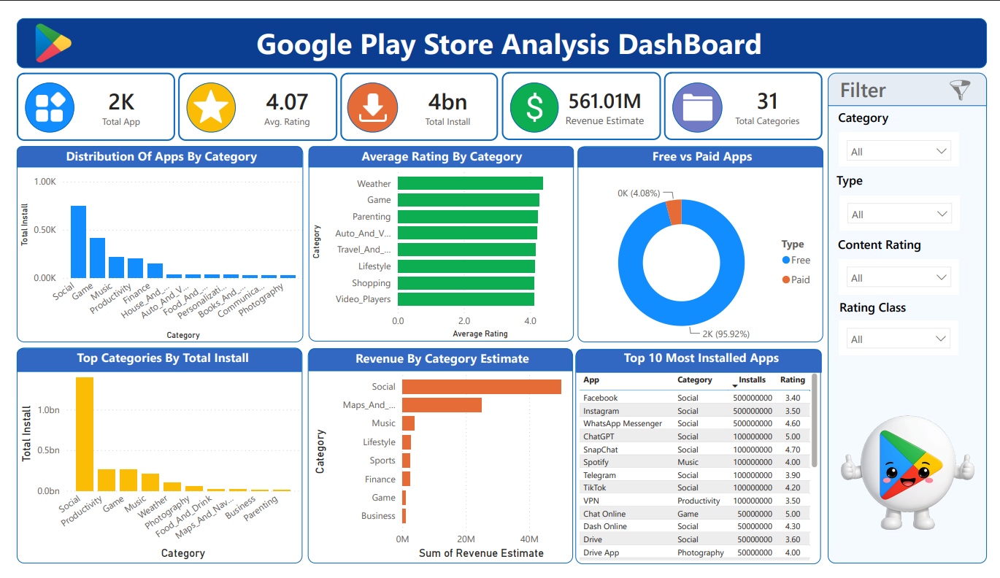 Google Play Store Analysis DashBoard
2K
Total App
4.07
Avg. Rating
4bn
Total Install
561.01M
Revenue Estimate
31
Total Categories
Filter
Category
All
Type
All
Content Rating
All
Rating Class
All
Distribution Of Apps By Category
Total Install
1.00K
0.50K
0.00K
Social
Game
Music
Productivity
Finance
House_And_...
Auto_And_V...
Food_And_...
Personalizati...
Books_And_...
Communica...
Photography
Category
Average Rating By Category
Category
Weather
Game
Parenting
Auto_And_V...
Travel_And_...
Lifestyle
Shopping
Video_Players
0.0 2.0 4.0
Average Rating
Free vs Paid Apps
0K (4.08%)
2K (95.92%)
Type
Free
Paid
Top Categories By Total Install
Total Install
1.0bn
0.5bn
0.0bn
Social
Productivity
Game
Music
Weather
Photography
Food_And_Drink
Maps_And_Nav...
Business
Parenting
Category
Revenue By Category Estimate
Category
Social
Maps_And_...
Music
Lifestyle
Sports
Finance
Game
Business
0M 20M 40M
Sum of Revenue Estimate
Top 10 Most Installed Apps
App Category Installs Rating
Facebook Social 500000000 3.40
Instagram Social 500000000 3.50
WhatsApp Messenger Social 500000000 4.60
ChatGPT Social 100000000 5.00
SnapChat Social 100000000 4.70
Spotify Music 100000000 4.00
Telegram Social 100000000 3.90
TikTok Social 100000000 4.20
VPN Productivity 100000000 3.50
Chat Online Game 50000000 5.00
Dash Online Social 50000000 4.30
Drive Social 50000000 3.60
Drive App Photography 50000000 4.00